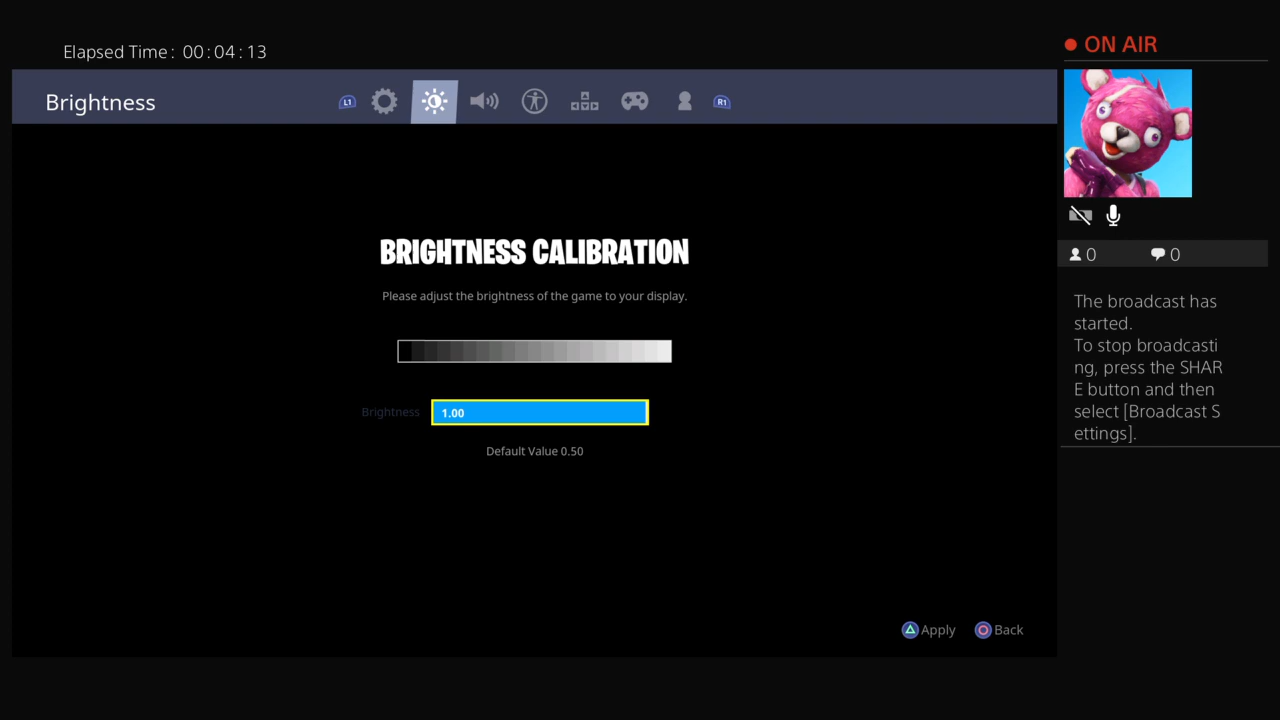 Elapsed Time: 00:04:13
ON AIR
Brightness
L1
R1
BRIGHTNESS CALIBRATION
Please adjust the brightness of the game to your display.
Brightness
1.00
Default Value 0.50
Apply
Back
0
0
The broadcast has
started.
To stop broadcasti
ng, press the SHAR
E button and then
select [Broadcast S
ettings].